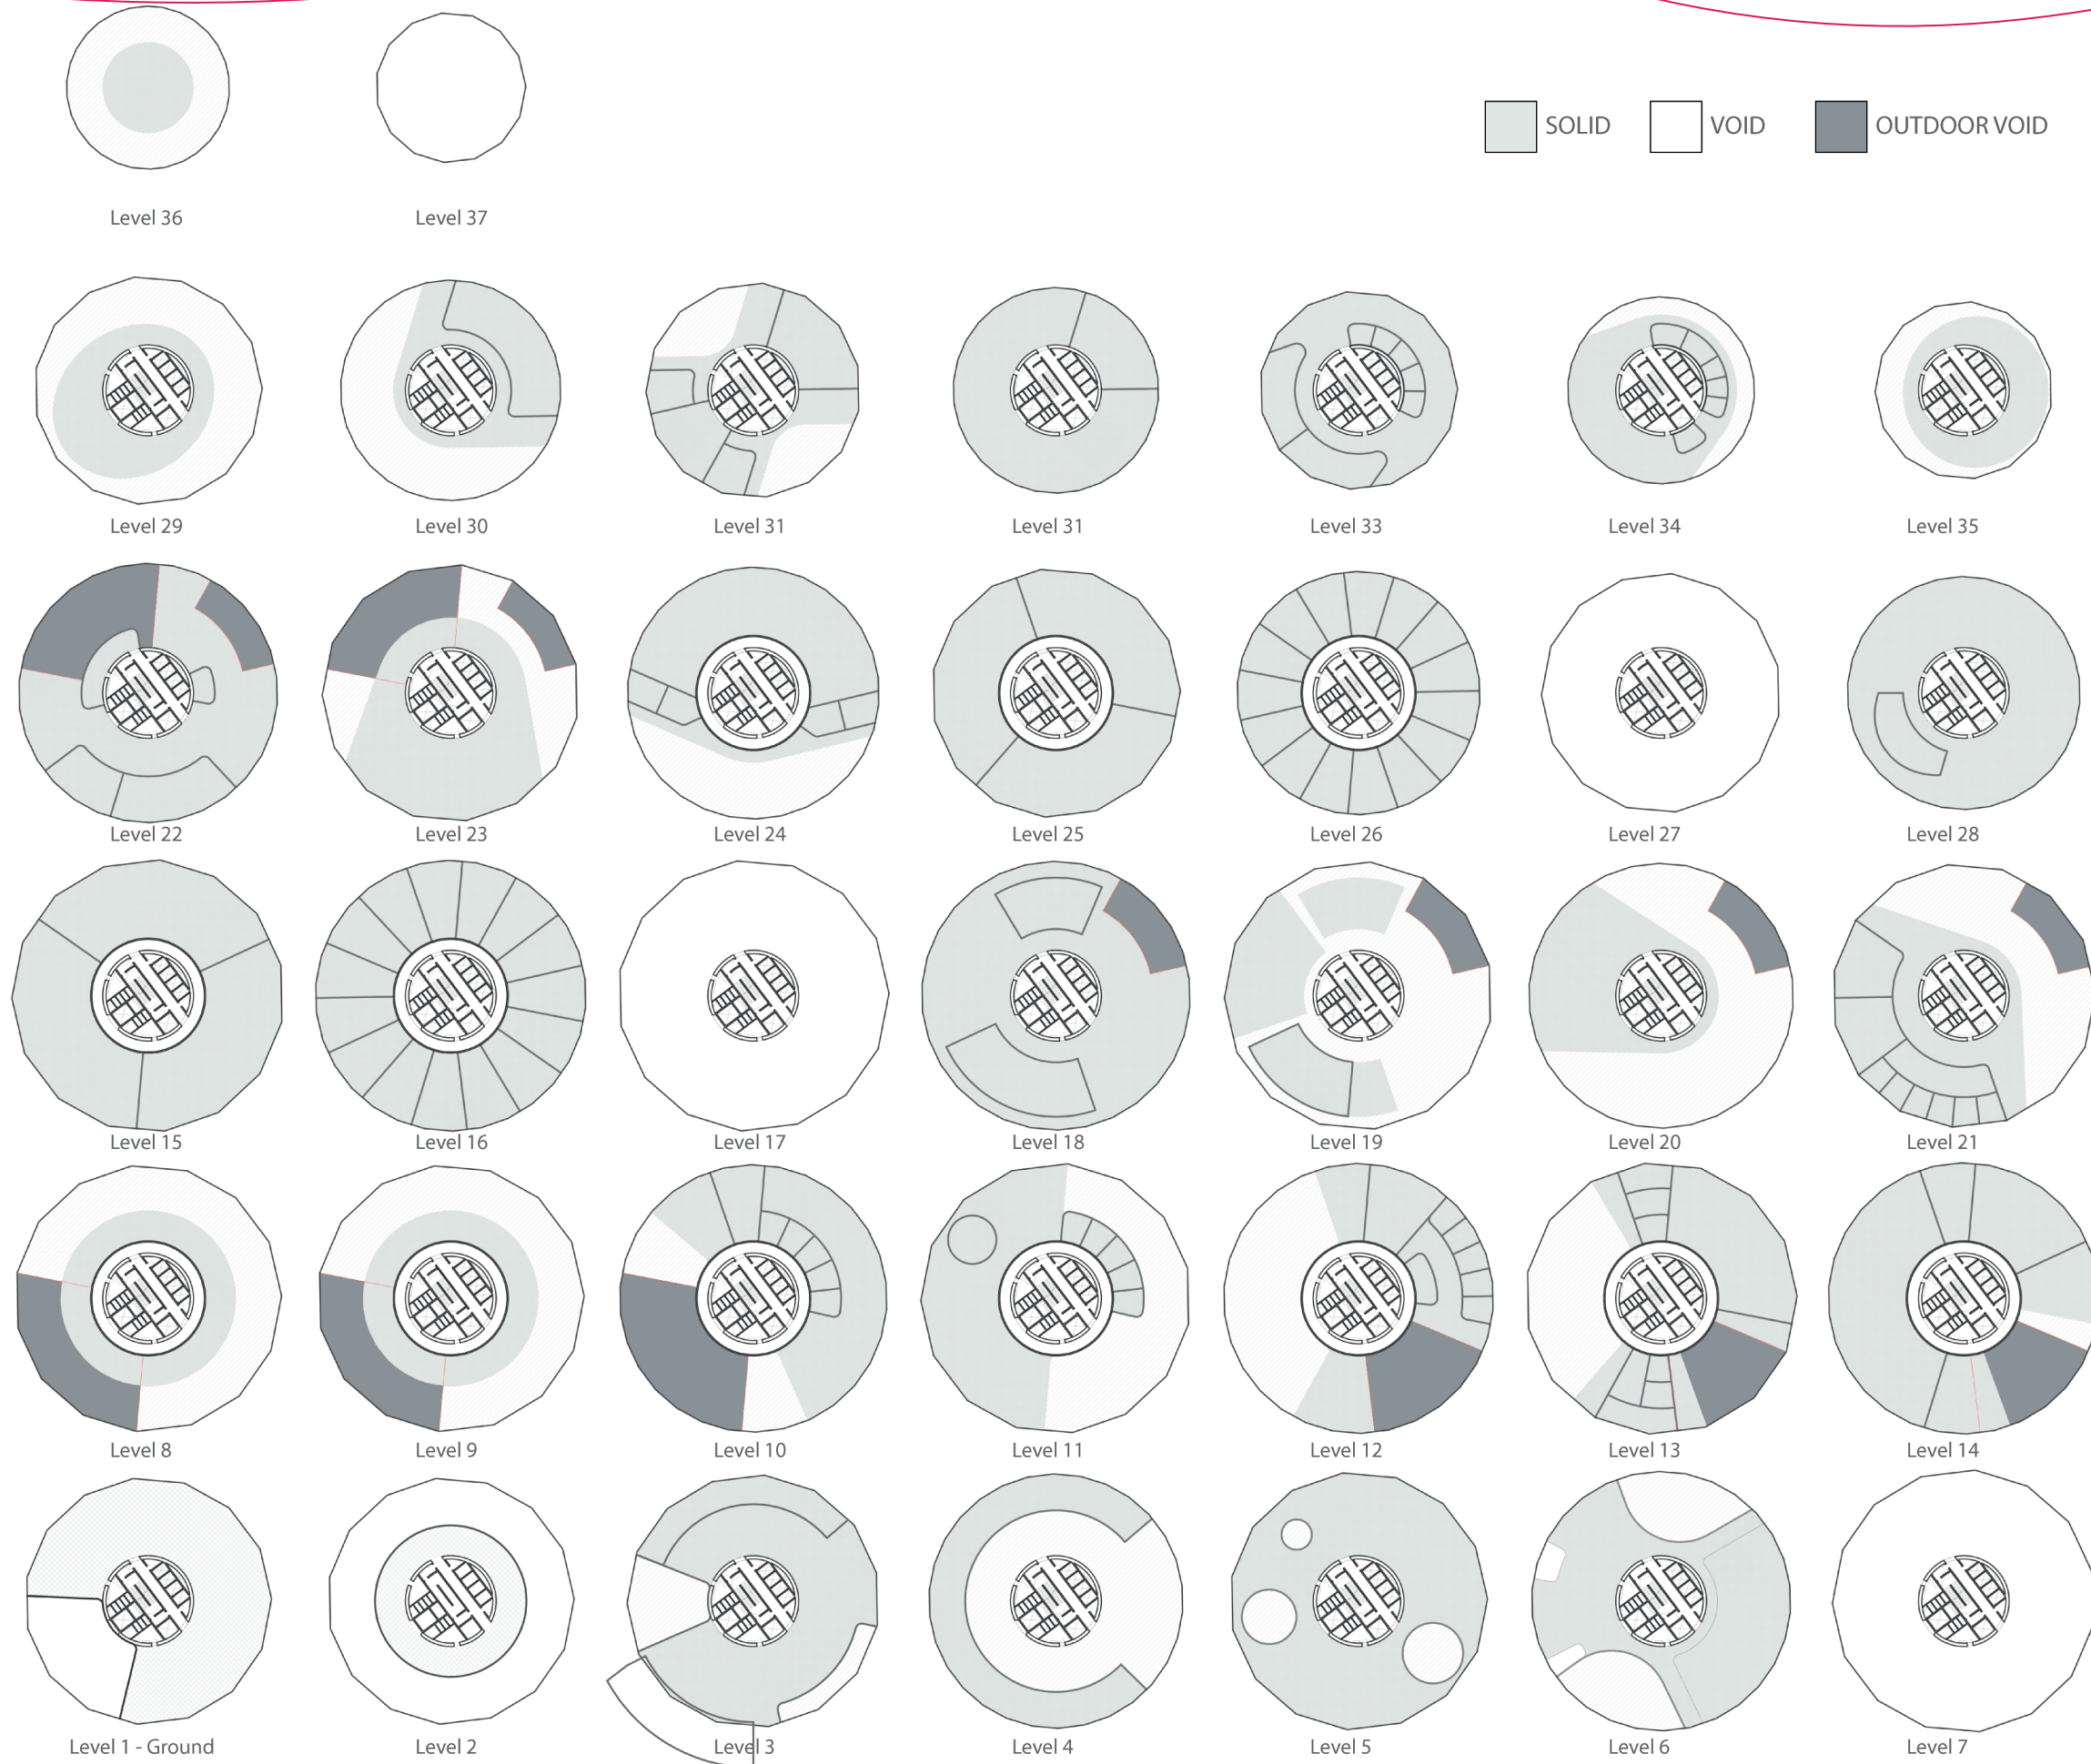 SOLID VOID OUTDOOR VOID
Level 36 Level 37
Level 29 Level 30 Level 31 Level 31 Level 33 Level 34 Level 35
Level 22 Level 23 Level 24 Level 25 Level 26 Level 27 Level 28
Level 15 Level 16 Level 17 Level 18 Level 19 Level 20 Level 21
Level 8 Level 9 Level 10 Level 11 Level 12 Level 13 Level 14
Level 1 - Ground Level 2 Level 3 Level 4 Level 5 Level 6 Level 7